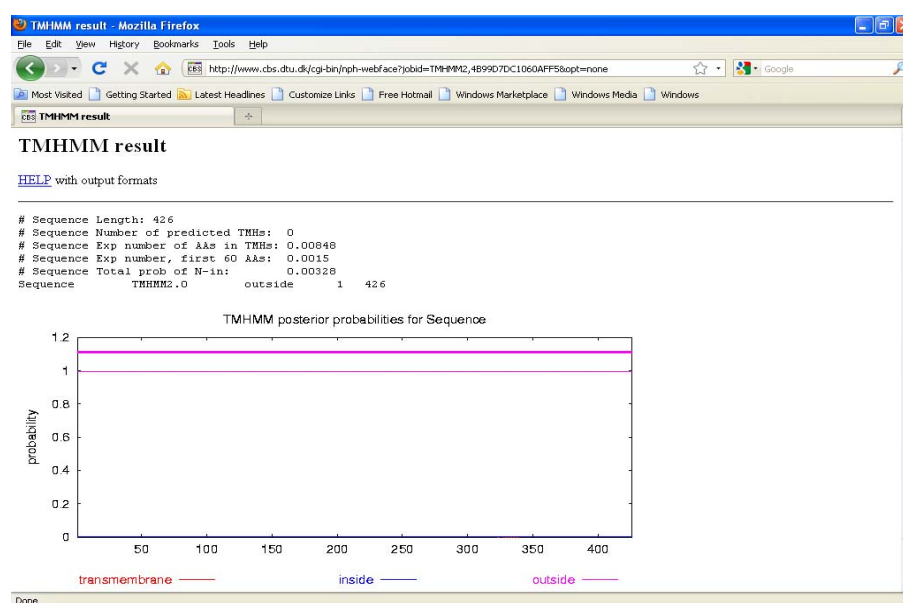 TMHMM result - Mozilla Firefox
File Edit View History Bookmarks Tools Help
CBS http://www.cbs.dtu.dk/cgi-bin/nph-webface?jobid=TMHMM2,4B99D7DC1060AFF5&opt=none Google
Most Visited Getting Started Latest Headlines Customize Links Free Hotmail Windows Marketplace Windows Media Windows
CBS TMHMM result
TMHMM result
HELP with output formats
# Sequence Length: 426
# Sequence Number of predicted TMHs: 0
# Sequence Exp number of AAs in TMHs: 0.00848
# Sequence Exp number, first 60 AAs: 0.0015
# Sequence Total prob of N-in: 0.00328
Sequence TMHMM2.0 outside 1 426
TMHMM posterior probabilities for Sequence
1.2
1
0.8
0.6
0.4
0.2
0
probability
50 100 150 200 250 300 350 400
transmembrane inside outside
Done